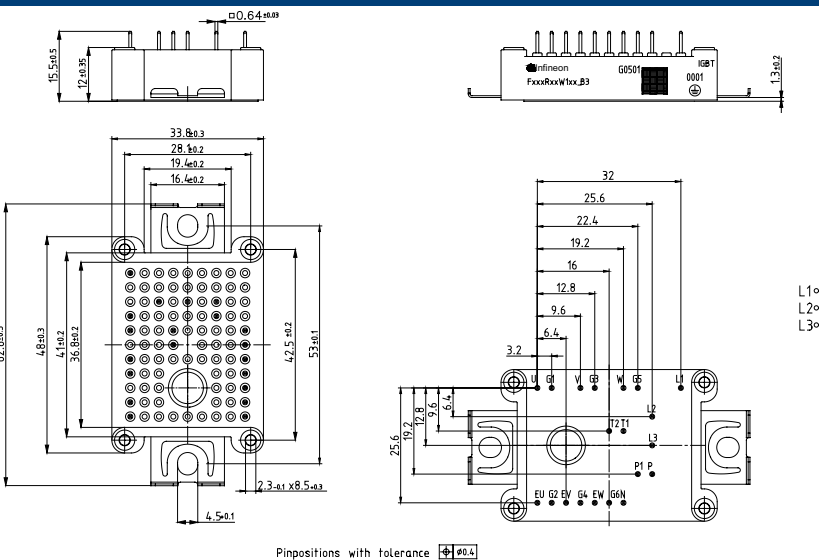 □0.64±0.03
15.5±0.5
12±0.35
Infineon
FxxxRxxW1xx_B3
G0501
IGBT
0001
1.3±0.2
33.8±0.3
28.1±0.2
19.4±0.2
16.4±0.2
48±0.3
41±0.2
36.8±0.2
42.5 ±0.2
53±0.1
2.3-0.1 x8.5+0.3
4.5±0.1
32
25.6
22.4
19.2
16
12.8
9.6
6.4
3.2
L1
L2
L3
U G1 V G3 W G5 L1
L2
T2 T1
L3
P1 P
EU G2 EV G4 EW G6 N
25.6
19.2
12.8
9.6
6.4
Pinpositions with tolerance ⌖ ø0.4